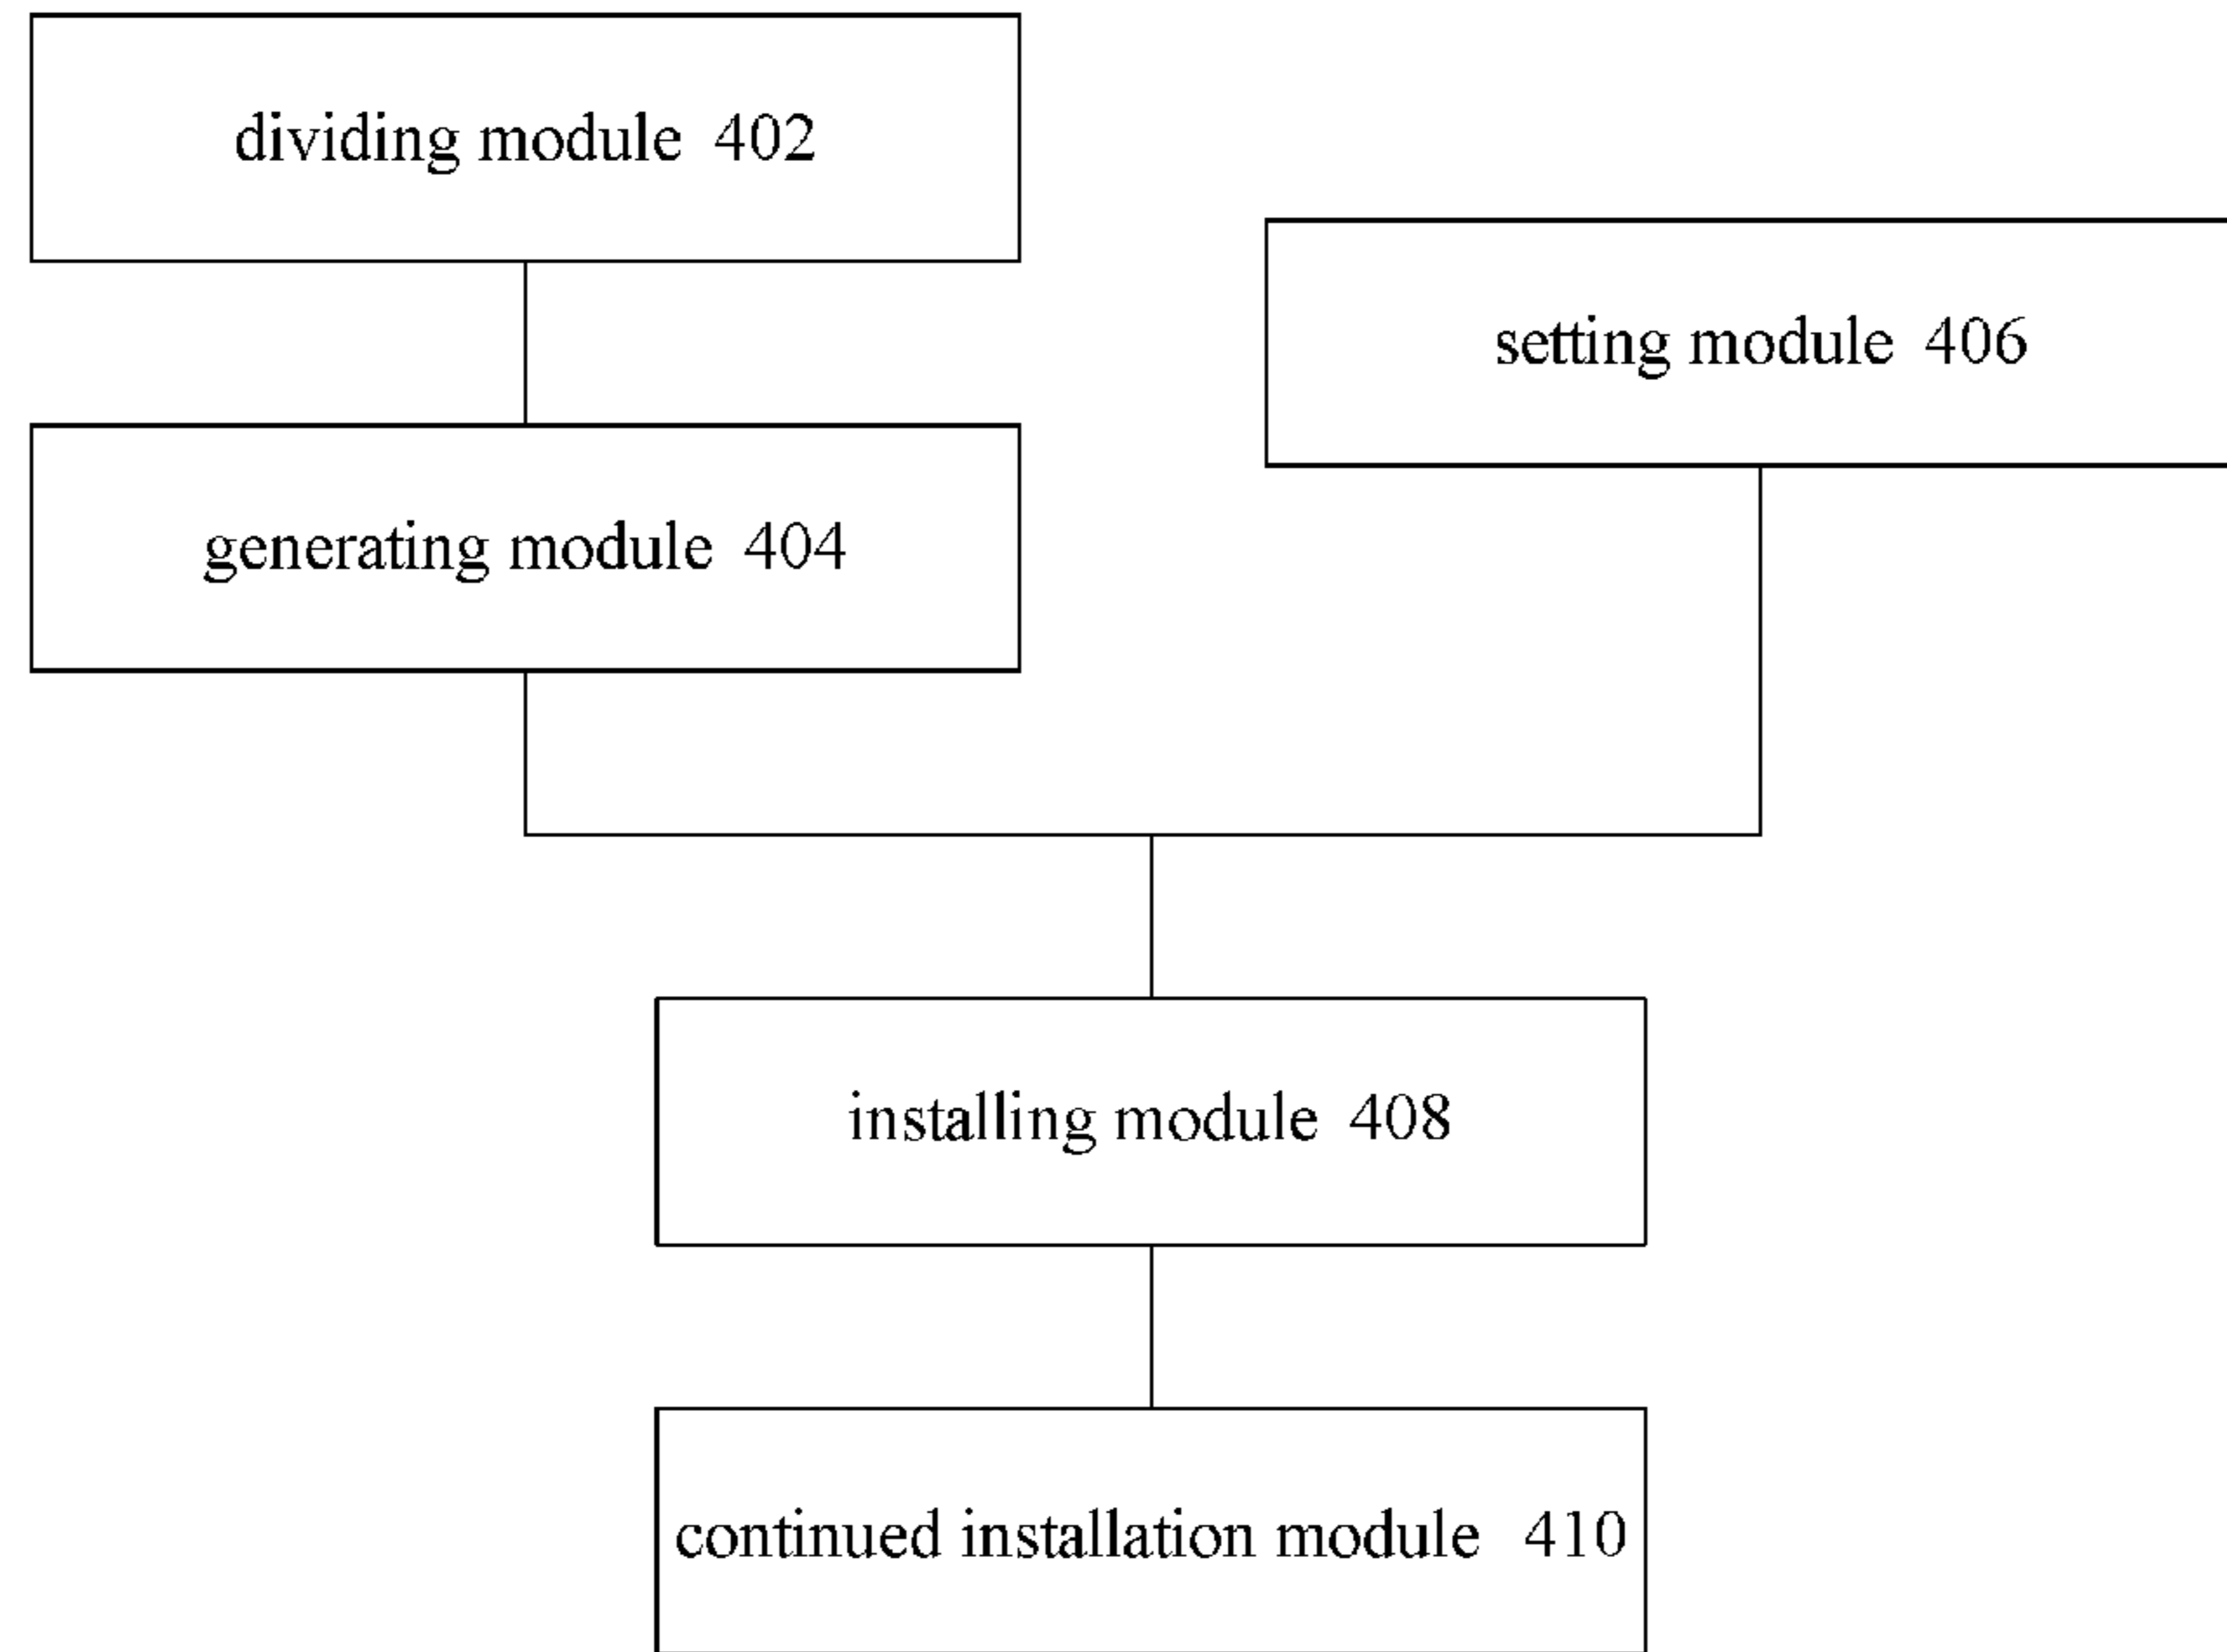 dividing module 402
setting module 406
generating module 404
installing module 408
continued installation module 410